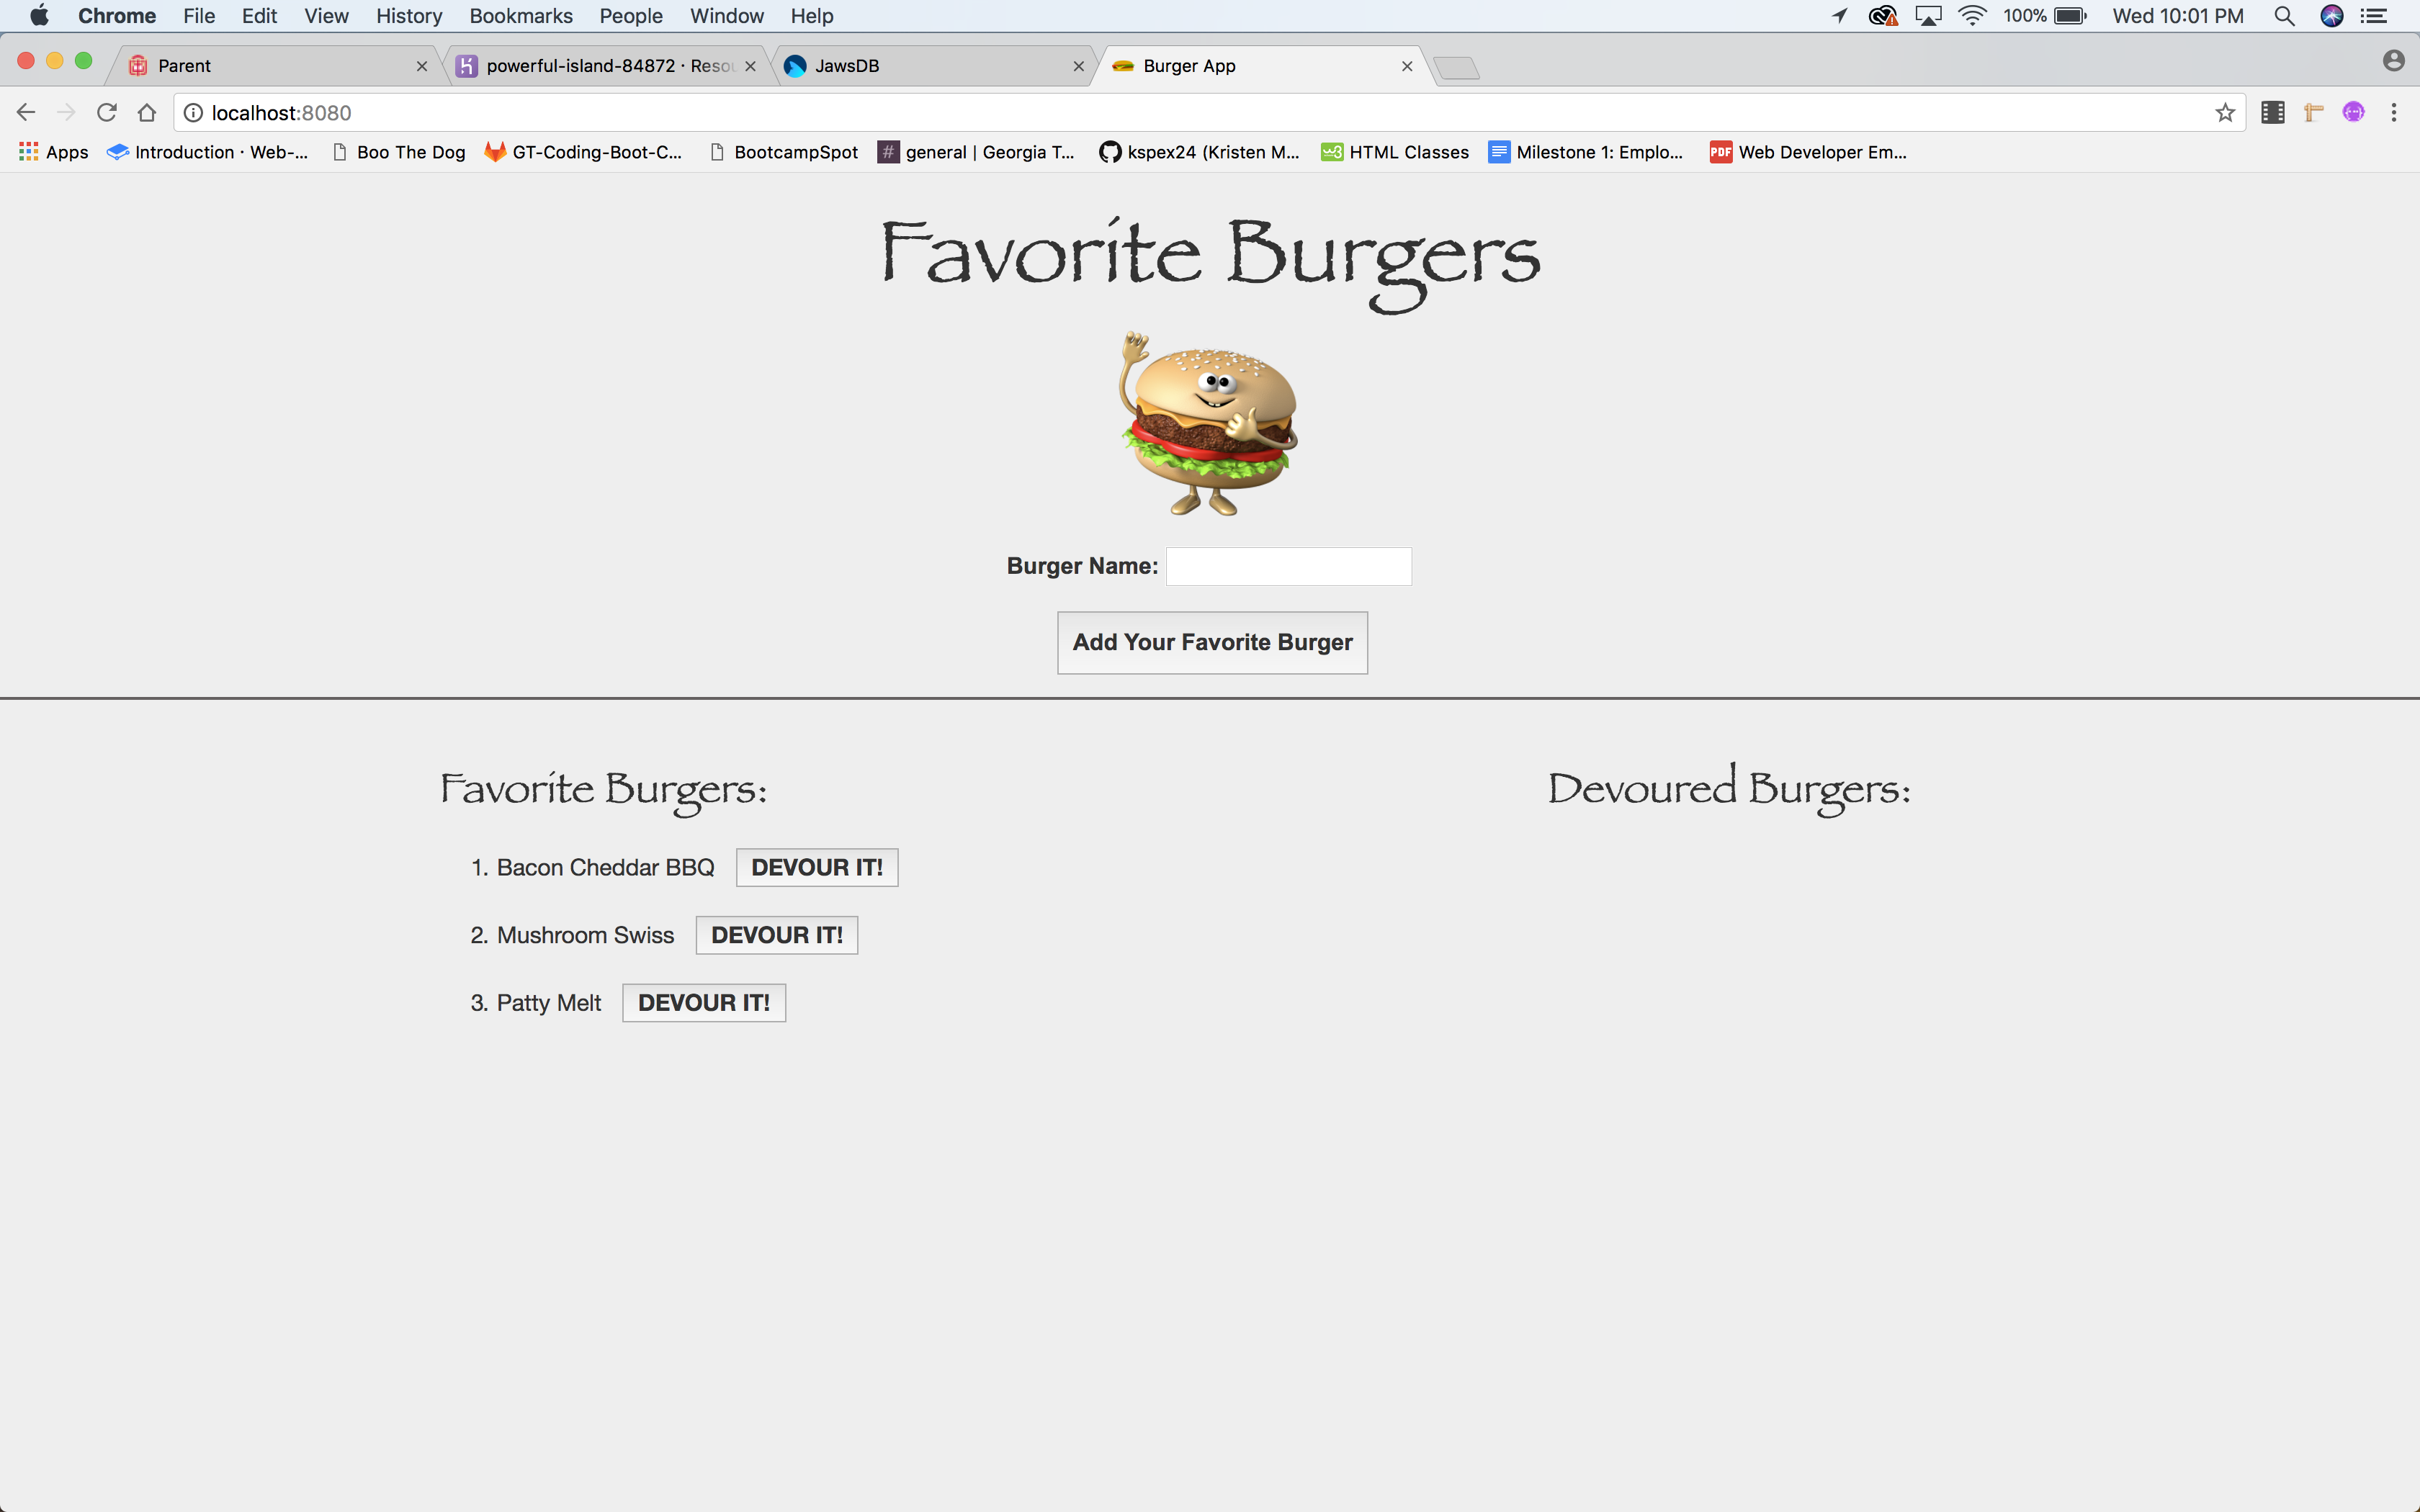 Chrome File Edit View History Bookmarks People Window Help 100% Wed 10:01 PM
Parent powerful-island-84872 · Resou JawsDB Burger App
localhost:8080
Apps Introduction · Web-... Boo The Dog GT-Coding-Boot-C... BootcampSpot # general | Georgia T... kspex24 (Kristen M... w3 HTML Classes Milestone 1: Emplo... PDF Web Developer Em...
Favorite Burgers
Burger Name:
Add Your Favorite Burger
Favorite Burgers: Devoured Burgers:
1. Bacon Cheddar BBQ DEVOUR IT!
2. Mushroom Swiss DEVOUR IT!
3. Patty Melt DEVOUR IT!